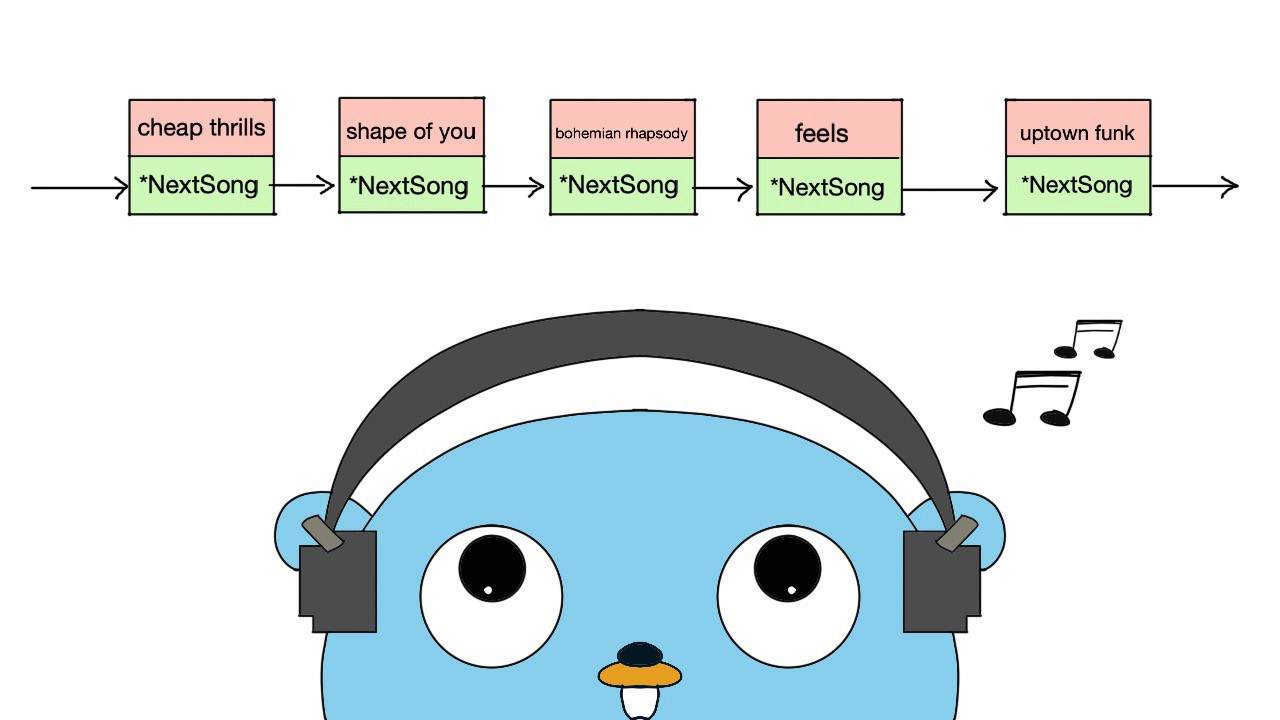 cheap thrills
*NextSong
shape of you
*NextSong
bohemian rhapsody
*NextSong
feels
*NextSong
uptown funk
*NextSong